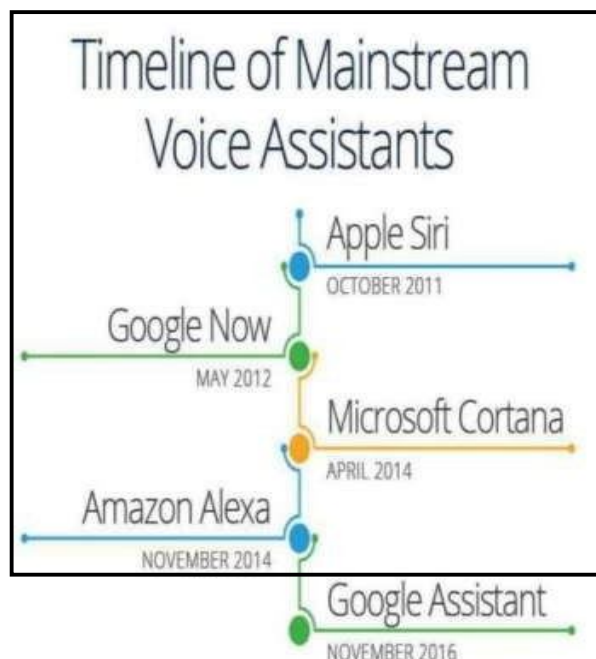 Timeline of Mainstream
Voice Assistants
Apple Siri
OCTOBER 2011
Google Now
MAY 2012
Microsoft Cortana
APRIL 2014
Amazon Alexa
NOVEMBER 2014
Google Assistant
NOVEMBER 2016